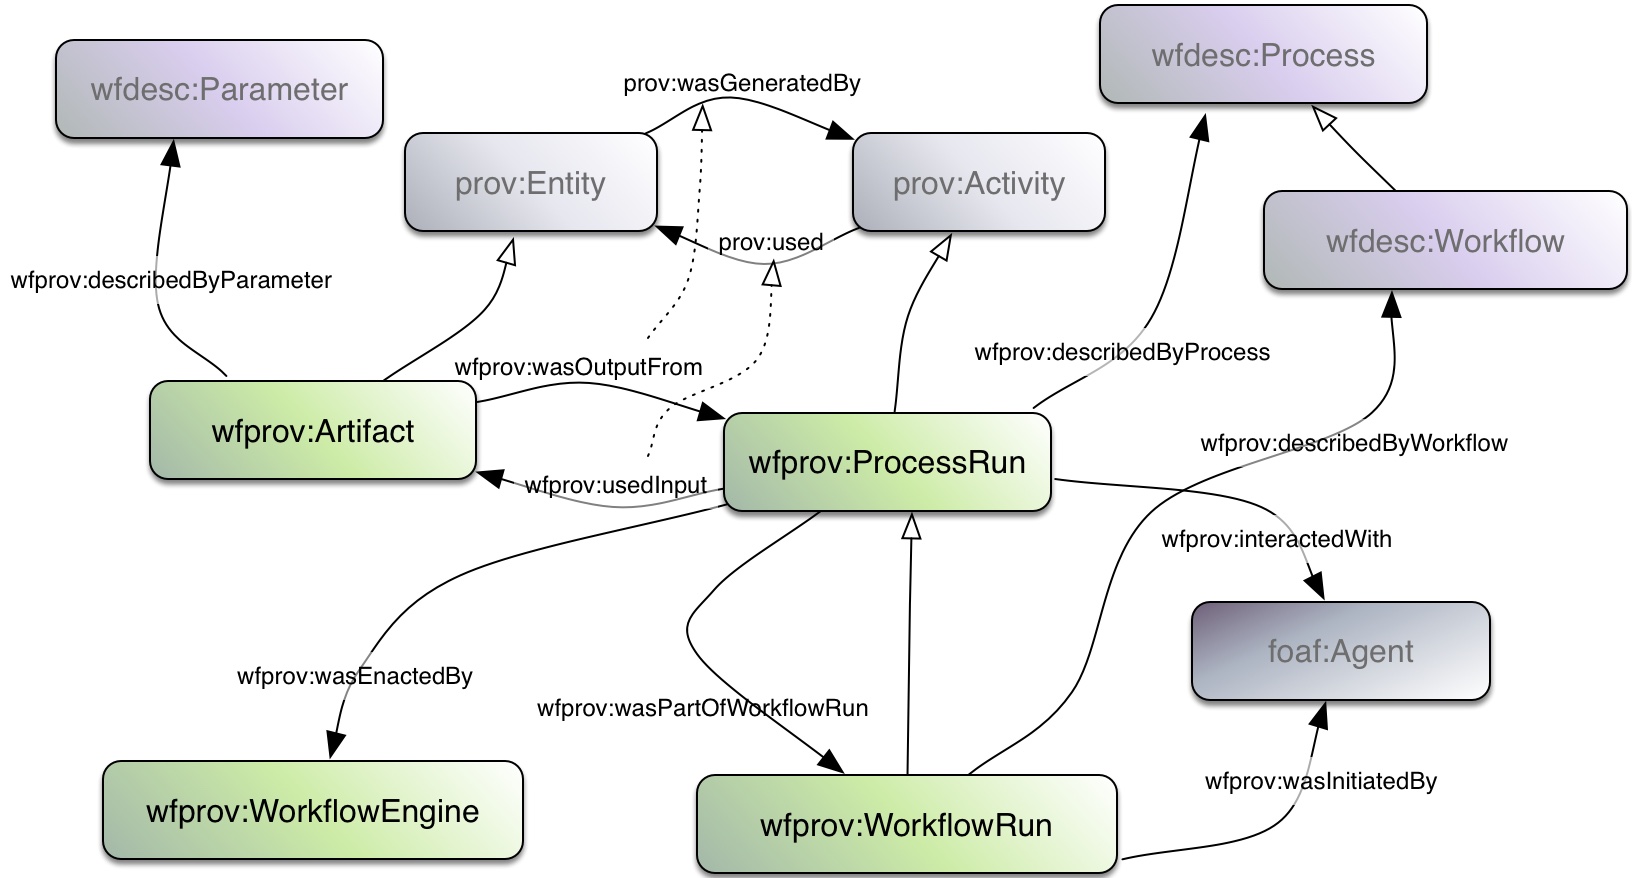 wfdesc:Process
wfdesc:Parameter
prov:wasGeneratedBy
prov:Entity
prov:Activity
wfdesc:Workflow
prov:used
wfprov:describedByParameter
wfprov:describedByProcess
wfprov:wasOutputFrom
wfprov:Artifact
wfprov:describedByWorkflow
wfprov:ProcessRun
wfprov:usedInput
wfprov:interactedWith
foaf:Agent
wfprov:wasEnactedBy
wfprov:wasPartOfWorkflowRun
wfprov:wasInitiatedBy
wfprov:WorkflowEngine
wfprov:WorkflowRun